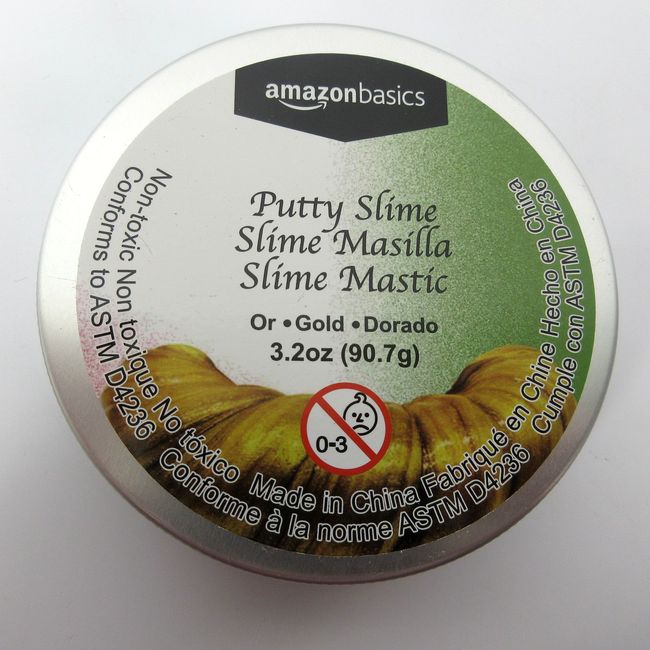 amazonbasics
Putty Slime
Slime Masilla
Slime Mastic
Or • Gold • Dorado
3.2oz (90.7g)
0-3
Non-toxic Non toxique No tóxico Made in China Fabriqué en Chine Hecho en China
Conforms to ASTM D4236 Conforme à la norme ASTM D4236 Cumple con ASTM D4236